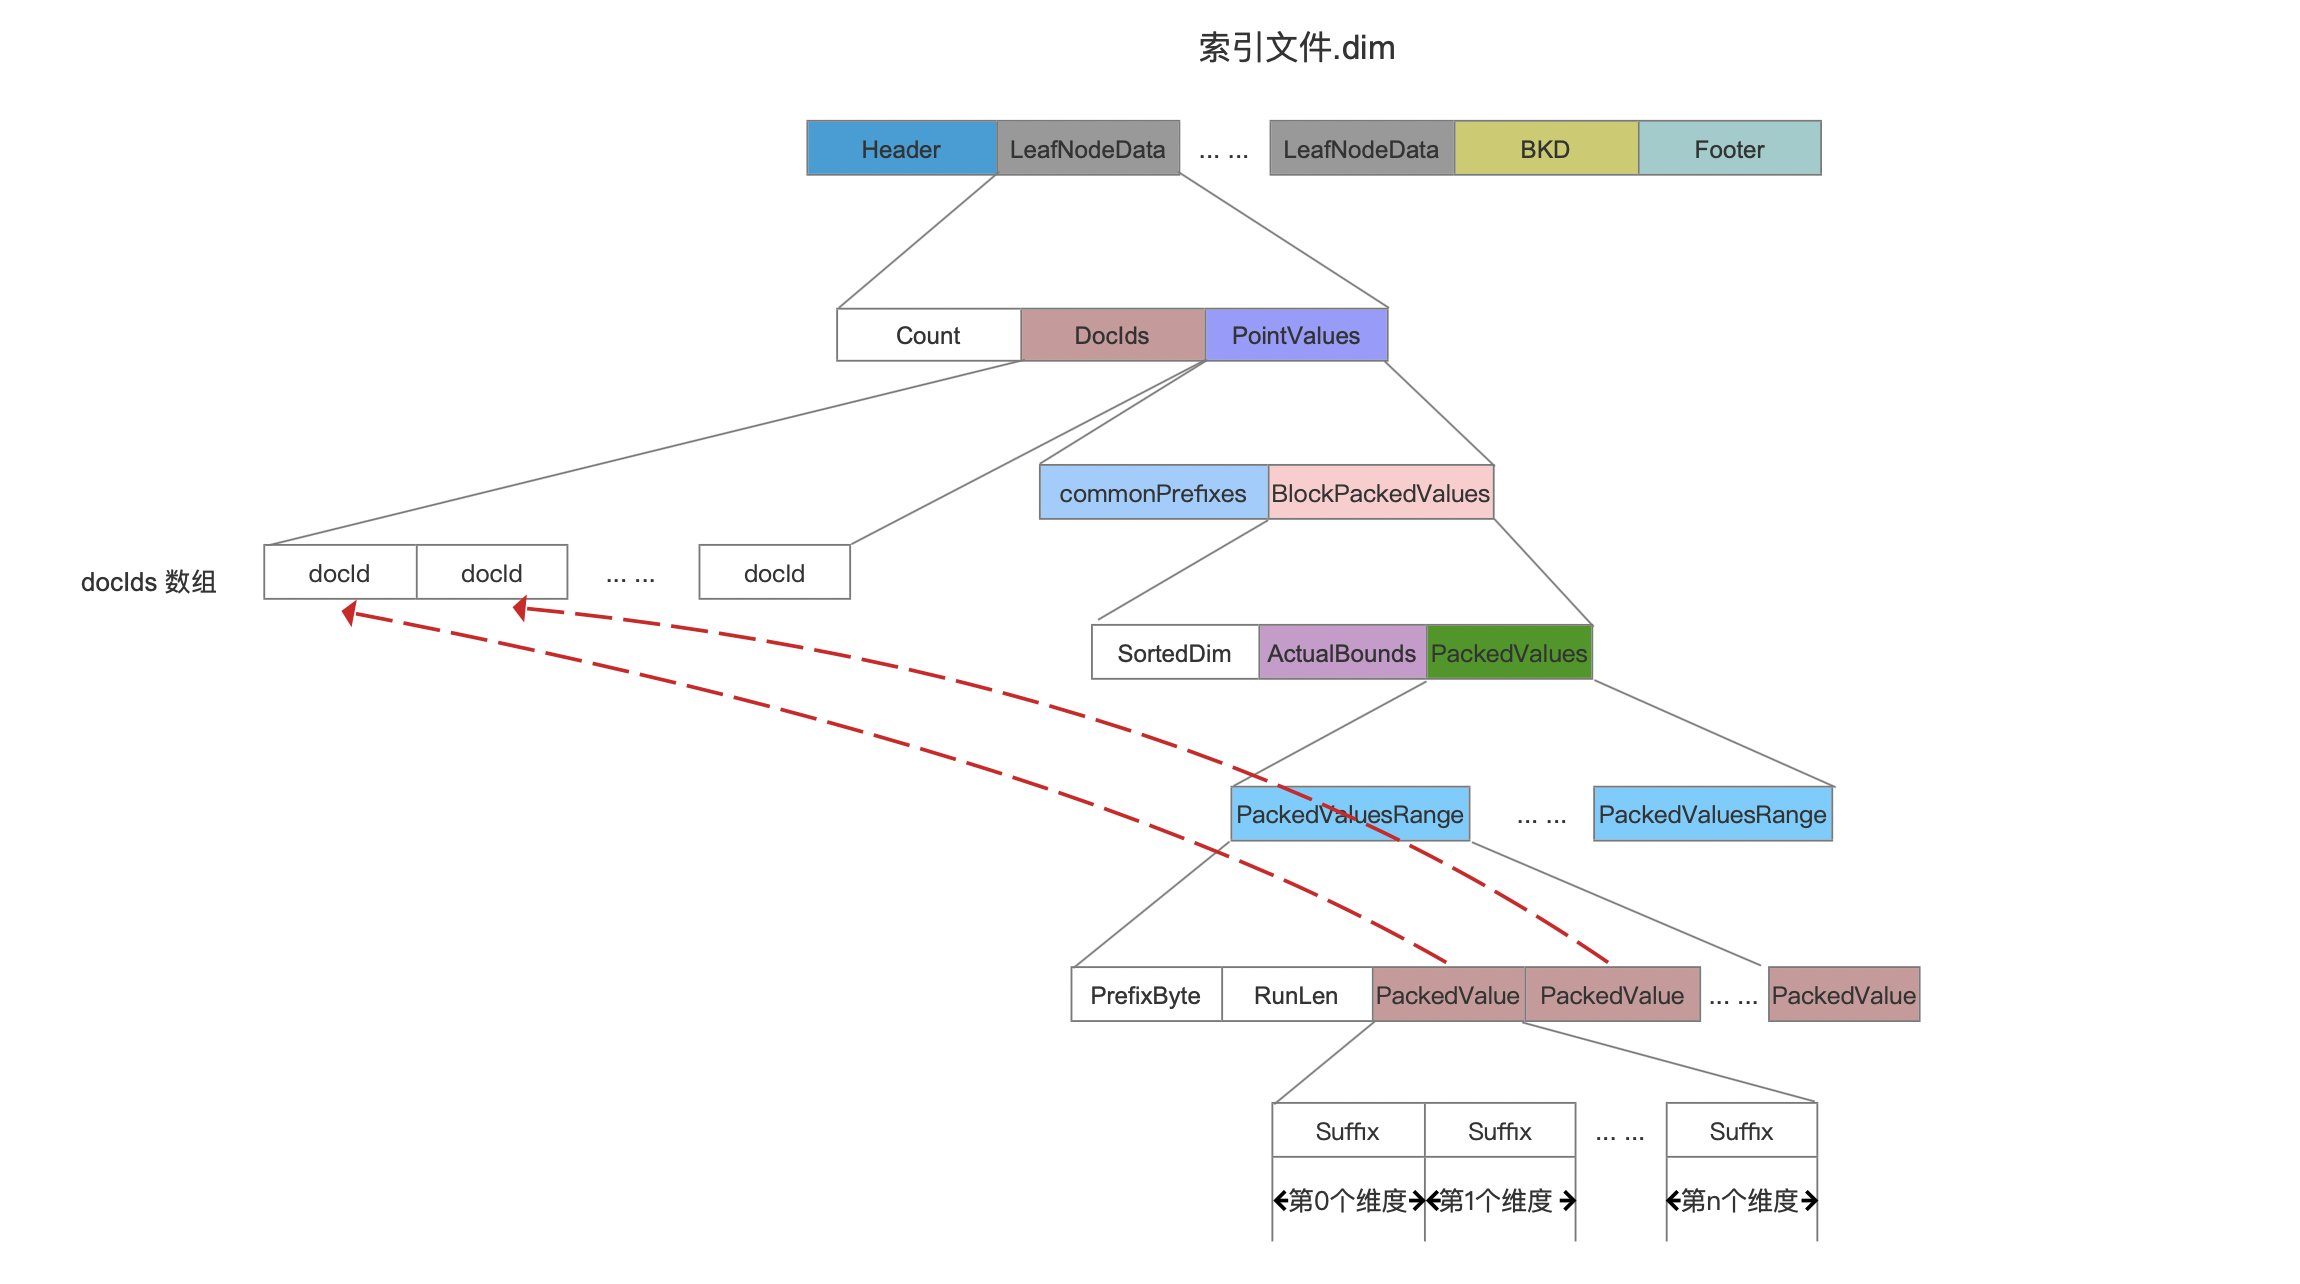 索引文件.dim
Header LeafNodeData ... ... LeafNodeData BKD Footer
Count DocIds PointValues
commonPrefixes BlockPackedValues
docIds 数组 docId docId ... ... docId
SortedDim ActualBounds PackedValues
PackedValuesRange ... ... PackedValuesRange
PrefixByte RunLen PackedValue PackedValue ... ... PackedValue
Suffix Suffix ... ... Suffix
第0个维度 第1个维度 第n个维度